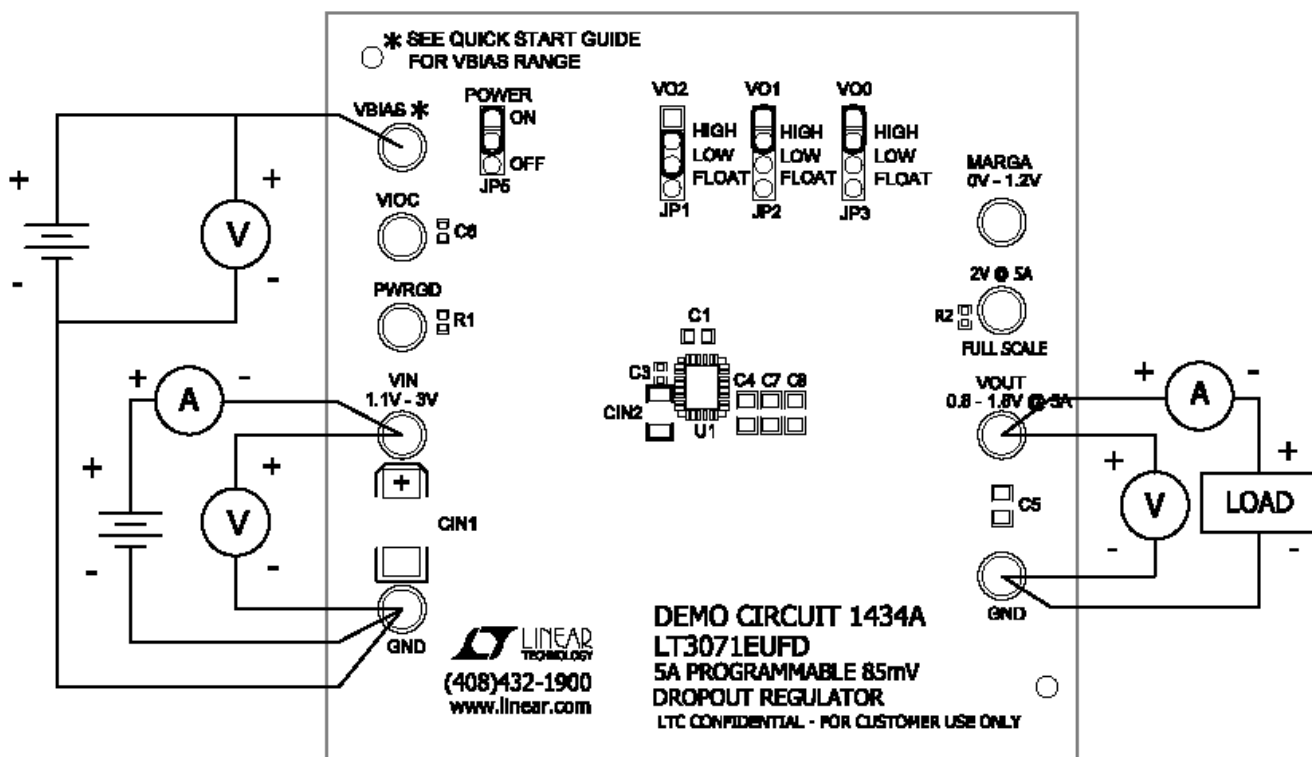 * SEE QUICK START GUIDE
FOR VBIAS RANGE
VBIAS *
POWER
ON
OFF
JP5
VO2
HIGH
LOW
FLOAT
JP1
VO1
HIGH
LOW
FLOAT
JP2
VO0
HIGH
LOW
FLOAT
JP3
MARGA
0V - 1.2V
+
-
+
V
-
VIOC
C6
PWRGD
R1
2V @ 5A
R2
FULL SCALE
C1
C3
CIN2
U1
C4 C7 C8
+
A
-
VIN
1.1V - 3V
+
V
-
+
-
+
CIN1
GND
VOUT
0.8 - 1.8V @ 5A
+
A
-
+
V
-
+
LOAD
-
C5
GND
LINEAR
TECHNOLOGY
(408)432-1900
www.linear.com
DEMO CIRCUIT 1434A
LT3071EUFD
5A PROGRAMMABLE 85mV
DROPOUT REGULATOR
LTC CONFIDENTIAL - FOR CUSTOMER USE ONLY